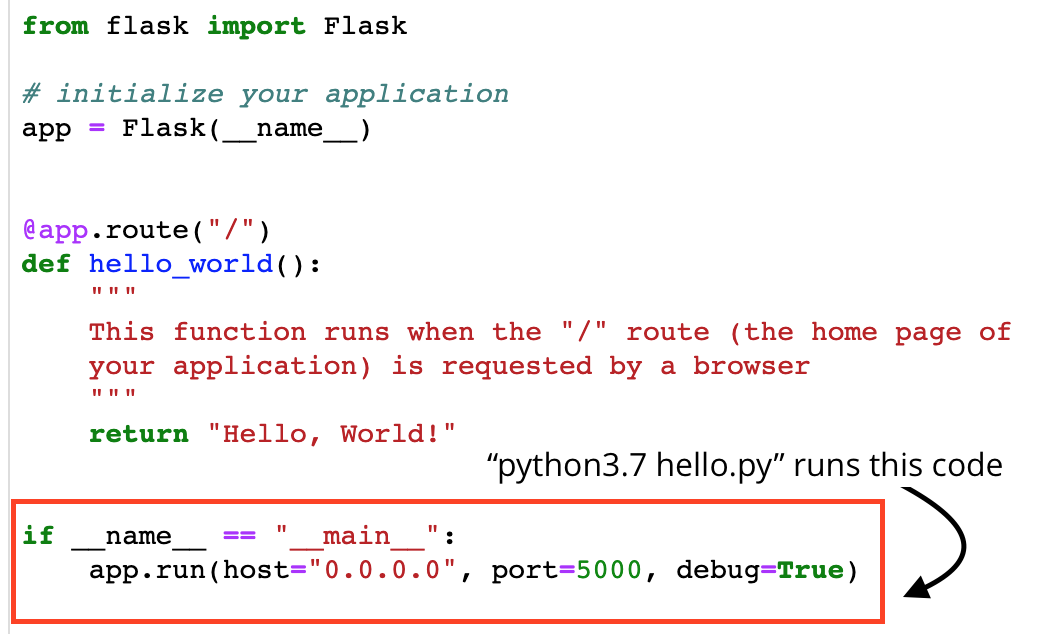 from flask import Flask
# initialize your application
app = Flask(__name__)
@app.route("/")
def hello_world():
    """
    This function runs when the "/" route (the home page of
    your application) is requested by a browser
    """
    return "Hello, World!"
“python3.7 hello.py” runs this code
if __name__ == "__main__":
    app.run(host="0.0.0.0", port=5000, debug=True)